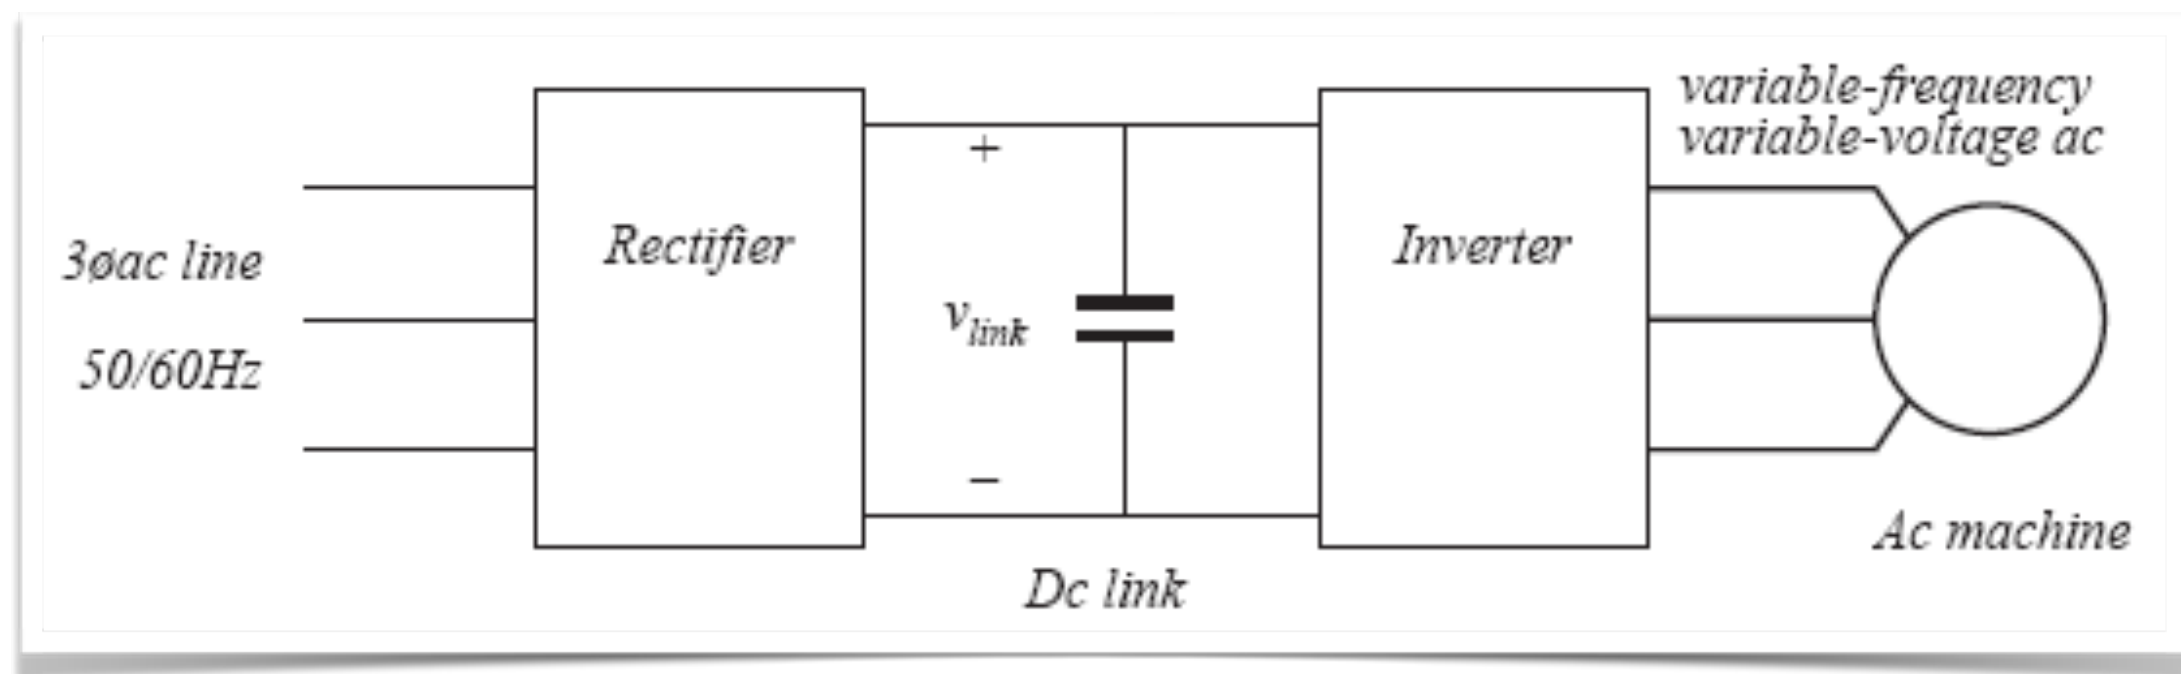 3øac line
50/60Hz
Rectifier
+
v_link
–
Dc link
Inverter
variable-frequency
variable-voltage ac
Ac machine